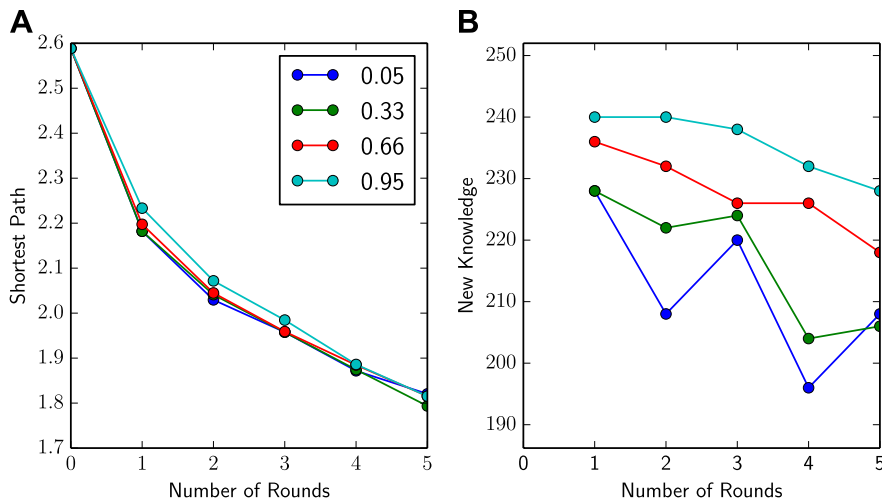 A
B
2.6
2.5
2.4
2.3
2.2
2.1
2.0
1.9
1.8
1.7
Shortest Path
0 1 2 3 4 5
Number of Rounds
0.05
0.33
0.66
0.95
250
240
230
220
210
200
190
New Knowledge
0 1 2 3 4 5
Number of Rounds